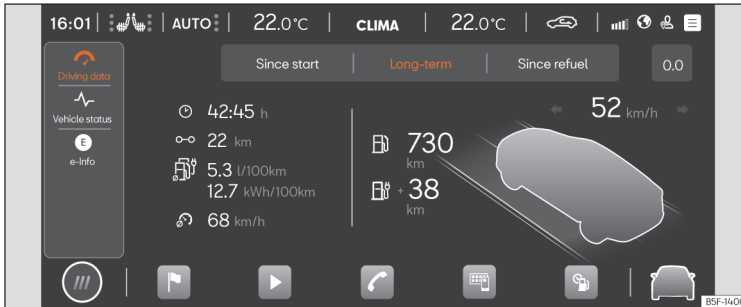 16:01 AUTO 22.0°C CLIMA 22.0°C
Driving data
Vehicle status
E
e-Info
Since start Long-term Since refuel 0.0
42:45 h
22 km
5.3 l/100km
12.7 kWh/100km
68 km/h
730
km
+ 38
km
52 km/h
B5F-1406